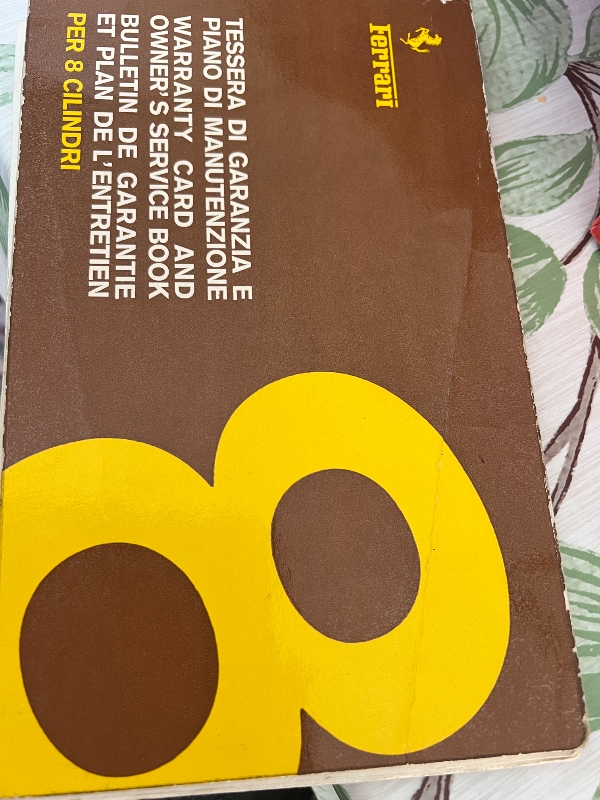 Ferrari
TESSERA DI GARANZIA E
PIANO DI MANUTENZIONE
WARRANTY CARD AND
OWNER'S SERVICE BOOK
BULLETIN DE GARANTIE
ET PLAN DE L'ENTRETIEN
PER 8 CILINDRI
8